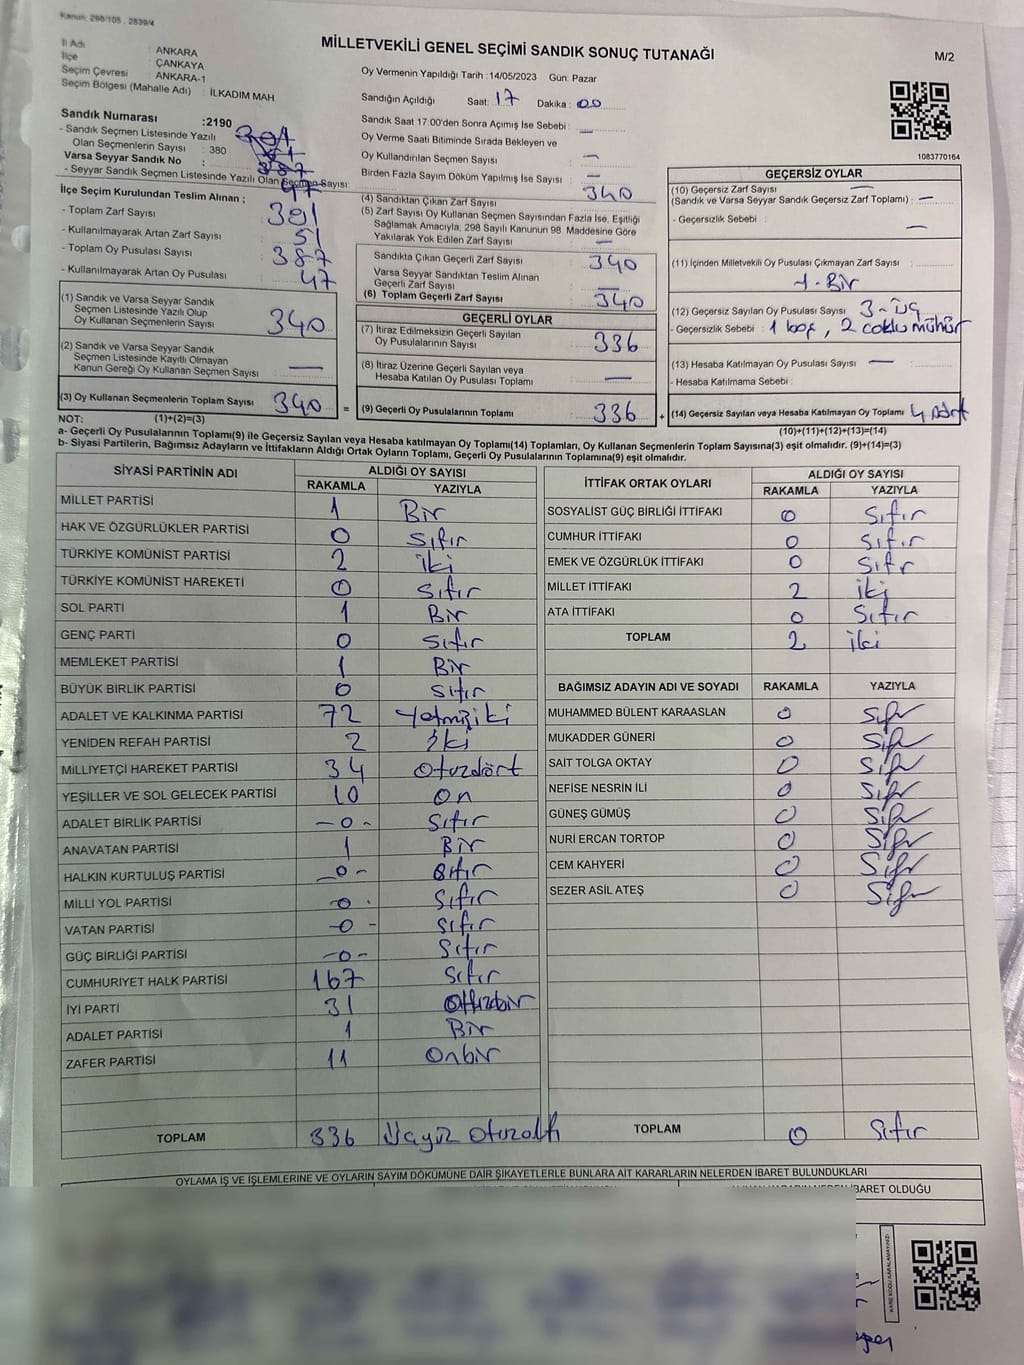 Kanun: 298/105 , 2839/4
MİLLETVEKİLİ GENEL SEÇİMİ SANDIK SONUÇ TUTANAĞI
M/2
İl Adı : ANKARA
İlçe : ÇANKAYA
Seçim Çevresi : ANKARA-1
Seçim Bölgesi (Mahalle Adı) : İLKADIM MAH
Sandık Numarası :2190
- Sandık Seçmen Listesinde Yazılı
Olan Seçmenlerin Sayısı : 380
Varsa Seyyar Sandık No :
- Seyyar Sandık Seçmen Listesinde Yazılı Olan Seçmen Sayısı:
İlçe Seçim Kurulundan Teslim Alınan ;
- Toplam Zarf Sayısı : 391
- Kullanılmayarak Artan Zarf Sayısı : 51
- Toplam Oy Pusulası Sayısı : 387
- Kullanılmayarak Artan Oy Pusulası : 47
(1) Sandık ve Varsa Seyyar Sandık
Seçmen Listesinde Yazılı Olup
Oy Kullanan Seçmenlerin Sayısı : 340
(2) Sandık ve Varsa Seyyar Sandık
Seçmen Listesinde Kayıtlı Olmayan
Kanun Gereği Oy Kullanan Seçmen Sayısı : —
(3) Oy Kullanan Seçmenlerin Toplam Sayısı : 340 =
Oy Vermenin Yapıldığı Tarih :14/05/2023 Gün: Pazar
Sandığın Açıldığı Saat: 17 Dakika : 00
Sandık Saat 17.00'den Sonra Açımış İse Sebebi : —
Oy Verme Saati Bitiminde Sırada Bekleyen ve
Oy Kullandırılan Seçmen Sayısı : —
Birden Fazla Sayım Döküm Yapılmış İse Sayısı : —
(4) Sandıktan Çıkan Zarf Sayısı : 340
(5) Zarf Sayısı Oy Kullanan Seçmen Sayısından Fazla İse, Eşitliği
Sağlamak Amacıyla, 298 Sayılı Kanunun 98. Maddesine Göre
Yakılarak Yok Edilen Zarf Sayısı : —
Sandıkta Çıkan Geçerli Zarf Sayısı : 340
Varsa Seyyar Sandıktan Teslim Alınan
Geçerli Zarf Sayısı : —
(6) Toplam Geçerli Zarf Sayısı : 340
GEÇERLİ OYLAR
(7) İtiraz Edilmeksizin Geçerli Sayılan
Oy Pusulalarının Sayısı : 336
(8) İtiraz Üzerine Geçerli Sayılan veya
Hesaba Katılan Oy Pusulası Toplamı : —
(9) Geçerli Oy Pusulalarının Toplamı : 336 +
1083770164
GEÇERSİZ OYLAR
(10) Geçersiz Zarf Sayısı
(Sandık ve Varsa Seyyar Sandık Geçersiz Zarf Toplamı) : —
- Geçersizlik Sebebi : —
(11) İçinden Milletvekili Oy Pusulası Çıkmayan Zarf Sayısı :
1 - Bir
(12) Geçersiz Sayılan Oy Pusulası Sayısı : 3 - üç
- Geçersizlik Sebebi : 1 boş, 2 çoklu mühür
(13) Hesaba Katılmayan Oy Pusulası Sayısı : —
- Hesaba Katılmama Sebebi :
(14) Geçersiz Sayılan veya Hesaba Katılmayan Oy Toplamı : 4 dört
NOT: (1)+(2)=(3) (10)+(11)+(12)+(13)=(14)
a- Geçerli Oy Pusulalarının Toplamı(9) ile Geçersiz Sayılan veya Hesaba katılmayan Oy Toplamı(14) Toplamları, Oy Kullanan Seçmenlerin Toplam Sayısına(3) eşit olmalıdır. (9)+(14)=(3)
b- Siyasi Partilerin, Bağımsız Adayların ve İttifakların Aldığı Ortak Oyların Toplamı, Geçerli Oy Pusulalarının Toplamına(9) eşit olmalıdır.
SİYASİ PARTİNİN ADI ALDIĞI OY SAYISI
RAKAMLA YAZIYLA
MİLLET PARTİSİ 1 Bir
HAK VE ÖZGÜRLÜKLER PARTİSİ 0 Sıfır
TÜRKİYE KOMÜNİST PARTİSİ 2 iki
TÜRKİYE KOMÜNİST HAREKETİ 0 Sıfır
SOL PARTİ 1 Bir
GENÇ PARTİ 0 Sıfır
MEMLEKET PARTİSİ 1 Bir
BÜYÜK BİRLİK PARTİSİ 0 Sıfır
ADALET VE KALKINMA PARTİSİ 72 Yetmişiki
YENİDEN REFAH PARTİSİ 2 iki
MİLLİYETÇİ HAREKET PARTİSİ 34 Otuzdört
YEŞİLLER VE SOL GELECEK PARTİSİ 10 On
ADALET BİRLİK PARTİSİ -0- Sıfır
ANAVATAN PARTİSİ 1 Bir
HALKIN KURTULUŞ PARTİSİ -0- Sıfır
MİLLİ YOL PARTİSİ -0- Sıfır
VATAN PARTİSİ -0- Sıfır
GÜÇ BİRLİĞİ PARTİSİ -0- Sıfır
CUMHURİYET HALK PARTİSİ 167 Sıfır
İYİ PARTİ 31 Otuzbir
ADALET PARTİSİ 1 Bir
ZAFER PARTİSİ 11 Onbir
TOPLAM 336 Üçyüz Otuzaltı
İTTİFAK ORTAK OYLARI ALDIĞI OY SAYISI
RAKAMLA YAZIYLA
SOSYALİST GÜÇ BİRLİĞİ İTTİFAKI 0 Sıfır
CUMHUR İTTİFAKI 0 Sıfır
EMEK VE ÖZGÜRLÜK İTTİFAKI 0 Sıfır
MİLLET İTTİFAKI 2 iki
ATA İTTİFAKI 0 Sıfır
TOPLAM 2 iki
BAĞIMSIZ ADAYIN ADI VE SOYADI RAKAMLA YAZIYLA
MUHAMMED BÜLENT KARAASLAN 0 Sıfır
MUKADDER GÜNERİ 0 Sıfır
SAİT TOLGA OKTAY 0 Sıfır
NEFİSE NESRİN İLİ 0 Sıfır
GÜNEŞ GÜMÜŞ 0 Sıfır
NURİ ERCAN TORTOP 0 Sıfır
CEM KAHYERİ 0 Sıfır
SEZER ASİL ATEŞ 0 Sıfır
TOPLAM 0 Sıfır
OYLAMA İŞ VE İŞLEMLERİNE VE OYLARIN SAYIM DÖKÜMÜNE DAİR ŞİKAYETLERLE BUNLARA AİT KARARLARIN NELERDEN İBARET BULUNDUKLARI
İBARET OLDUĞU
KARE KODU KARALAMAYINIZ!